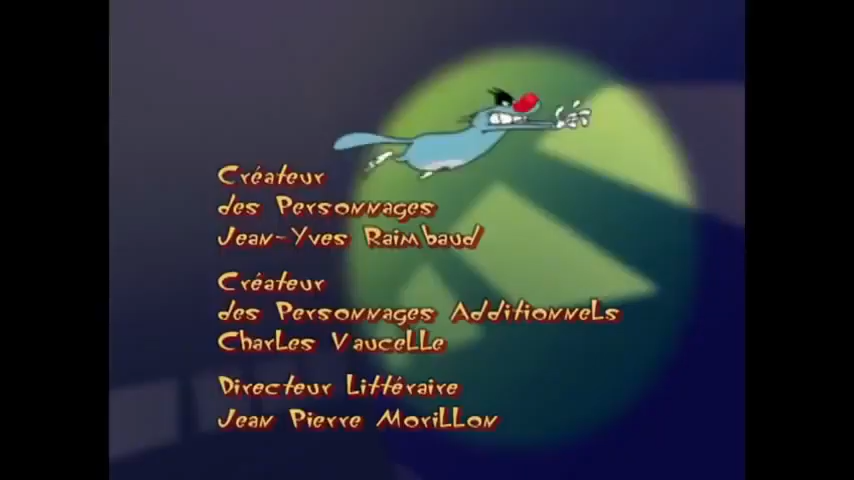 Créateur
des Personnages
Jean-Yves Raimbaud
Créateur
des Personnages Additionnels
Charles Vaucelle
Directeur Littéraire
Jean Pierre Morillon